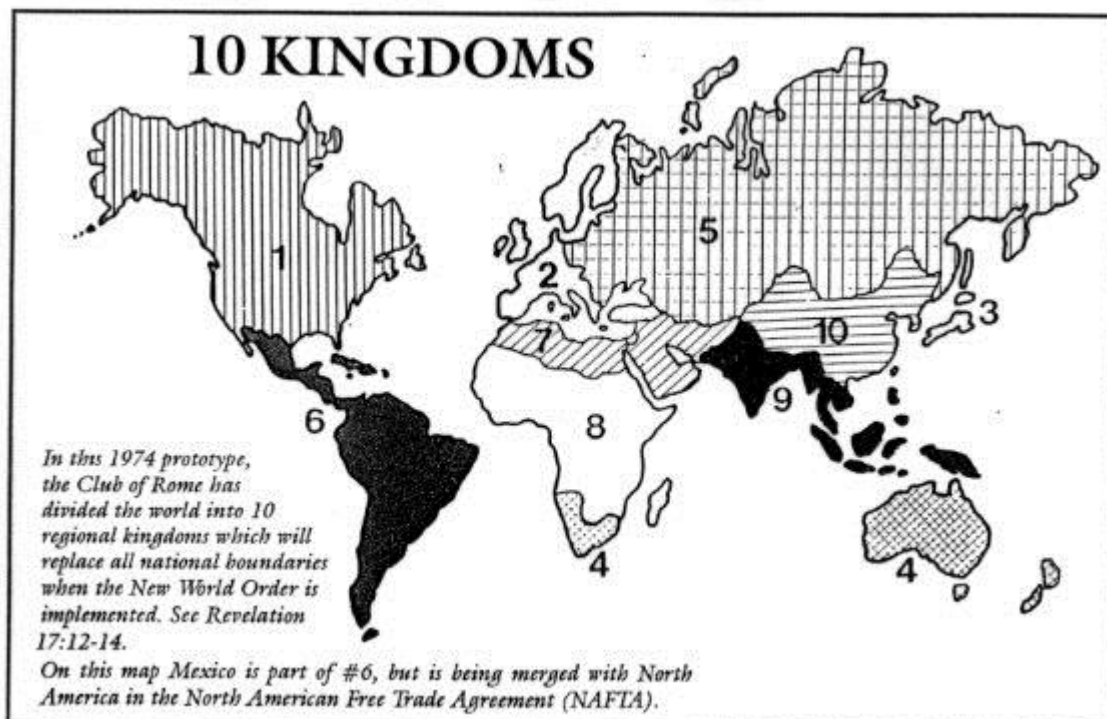 10 KINGDOMS
1
5
2
3
10
7
9
6
8
4
4
In this 1974 prototype,
the Club of Rome has
divided the world into 10
regional kingdoms which will
replace all national boundaries
when the New World Order is
implemented. See Revelation
17:12-14.
On this map Mexico is part of #6, but is being merged with North
America in the North American Free Trade Agreement (NAFTA).